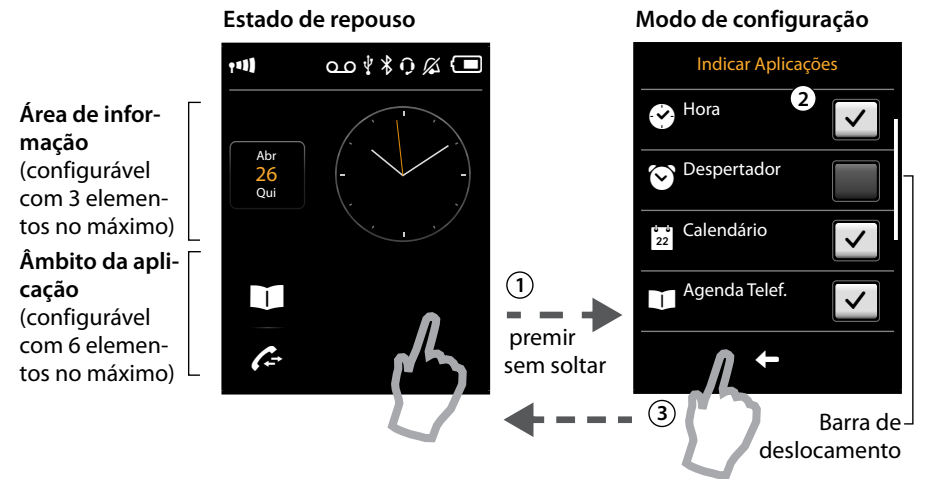 Estado de repouso
Modo de configuração
Área de infor-
mação
(configurável
com 3 elemen-
tos no máximo)
Âmbito da apli-
cação
(configurável
com 6 elemen-
tos no máximo)
Abr
26
Qui
1
premir
sem soltar
3
Indicar Aplicações
2
Hora
Despertador
22
Calendário
Agenda Telef.
Barra de
deslocamento